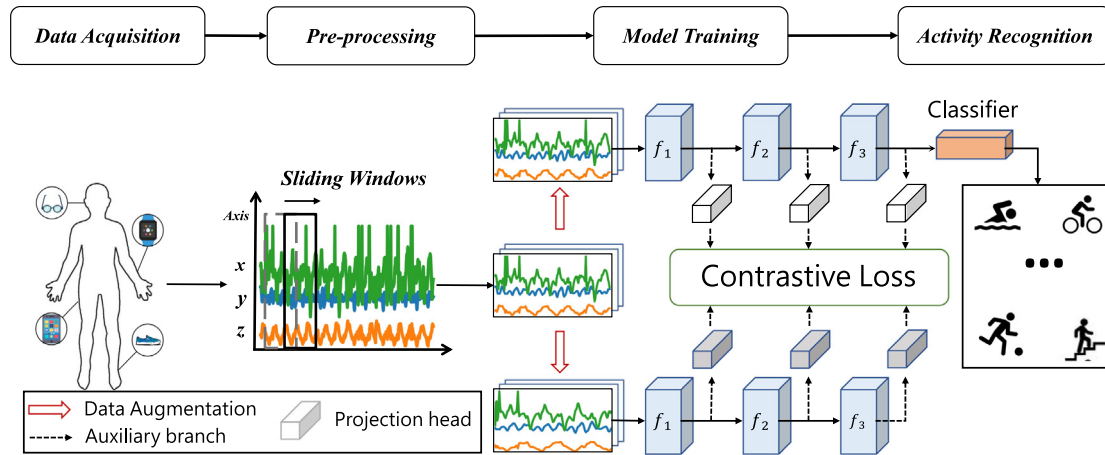 Data Acquisition
Pre-processing
Model Training
Activity Recognition
Classifier
f1
f2
f3
Sliding Windows
Axis
x
y
z
Contrastive Loss
f1
f2
f3
Data Augmentation
Auxiliary branch
Projection head